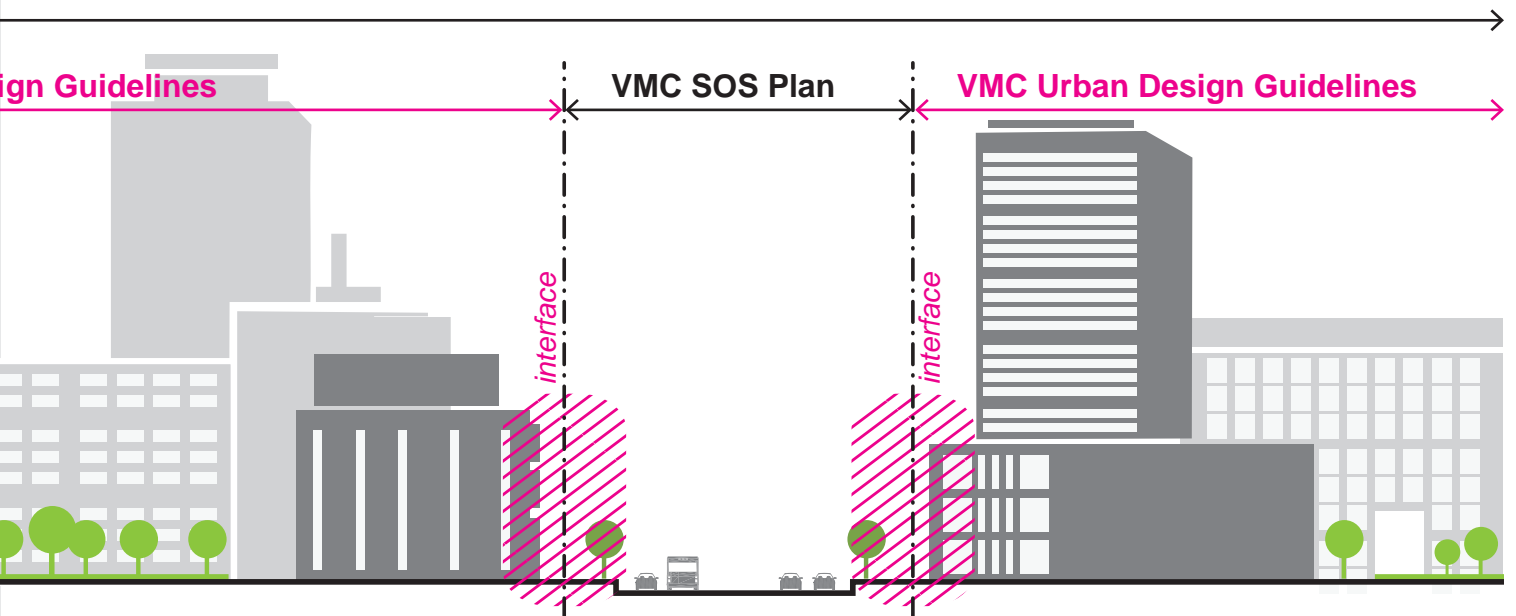 ign Guidelines
VMC SOS Plan
VMC Urban Design Guidelines
interface
interface